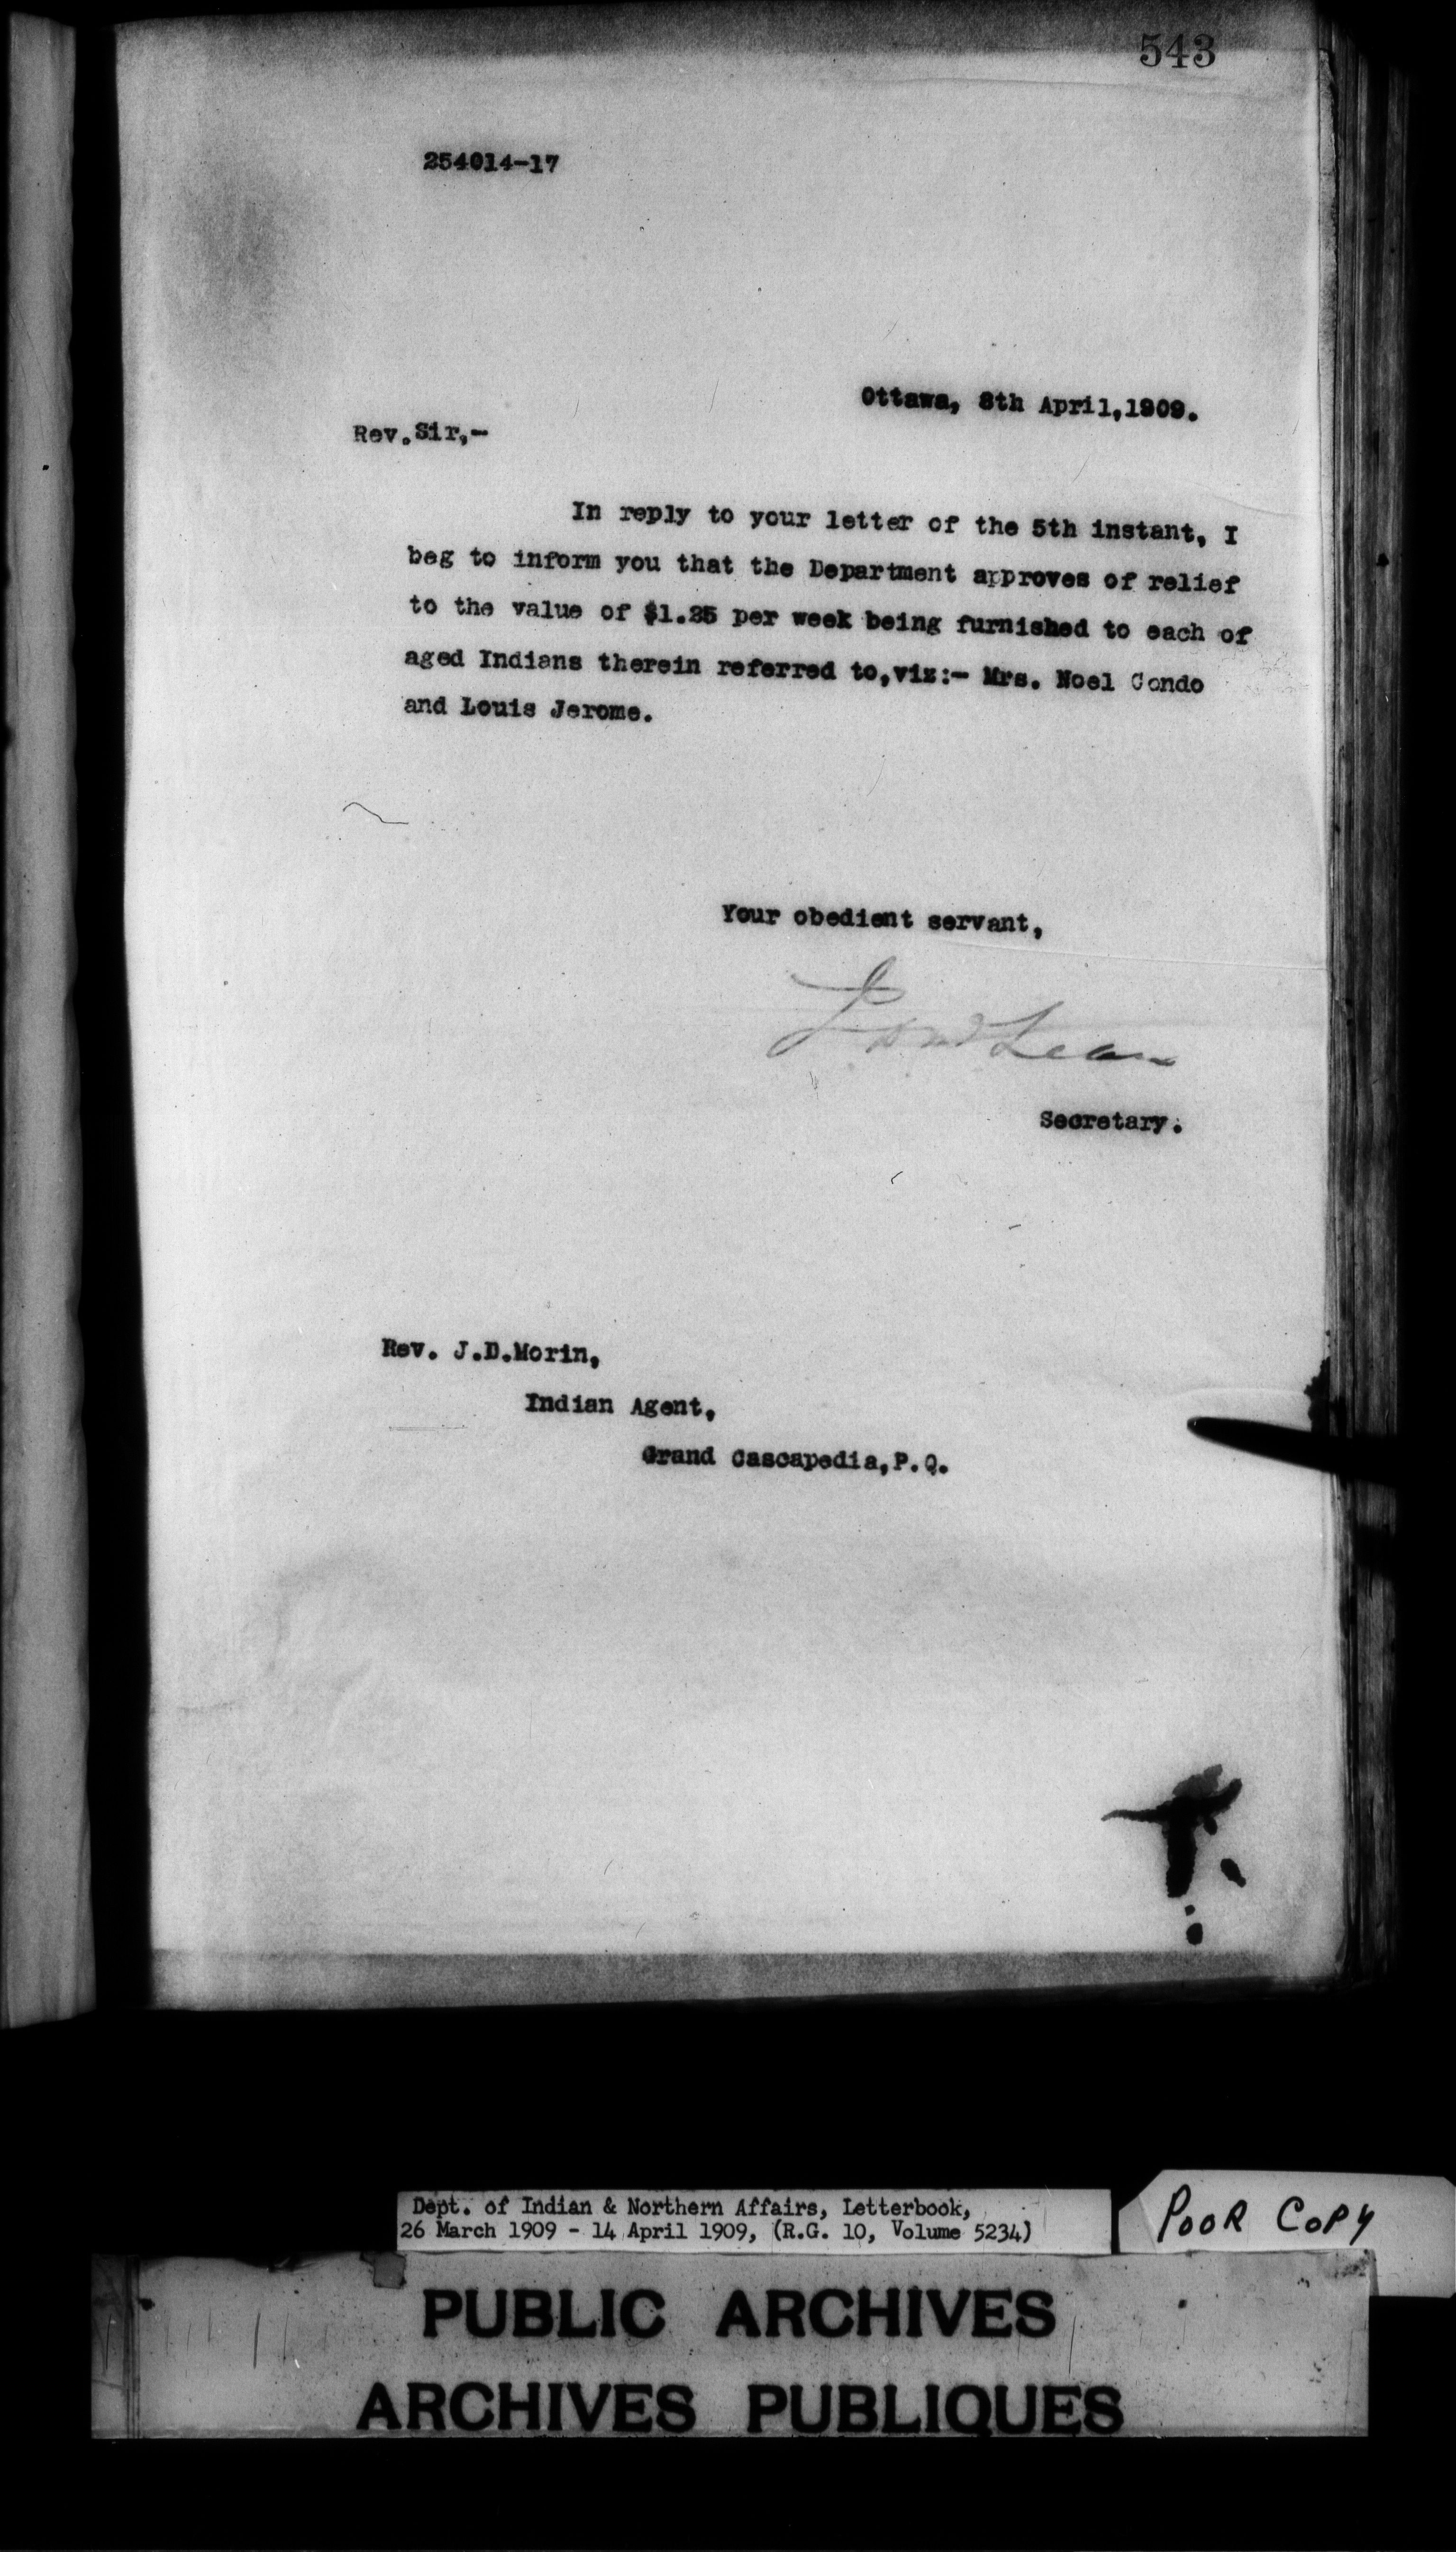 543
254014-17
Ottawa, 8th April, 1909.
Rev. Sir,-
In reply to your letter of the 5th instant, I
beg to inform you that the Department approves of relief
to the value of $1.25 per week being furnished to each of
aged Indians therein referred to, viz:- Mrs. Noel Condo
and Louis Jerome.
Your obedient servant,
Lean
Secretary.
Rev. J.D. Morin,
Indian Agent,
Grand Cascapedia, P.Q.
Dept. of Indian & Northern Affairs, Letterbook,
26 March 1909 - 14 April 1909, (R.G. 10, Volume 5234)
POOR COPY
PUBLIC ARCHIVES
ARCHIVES PUBLIQUES